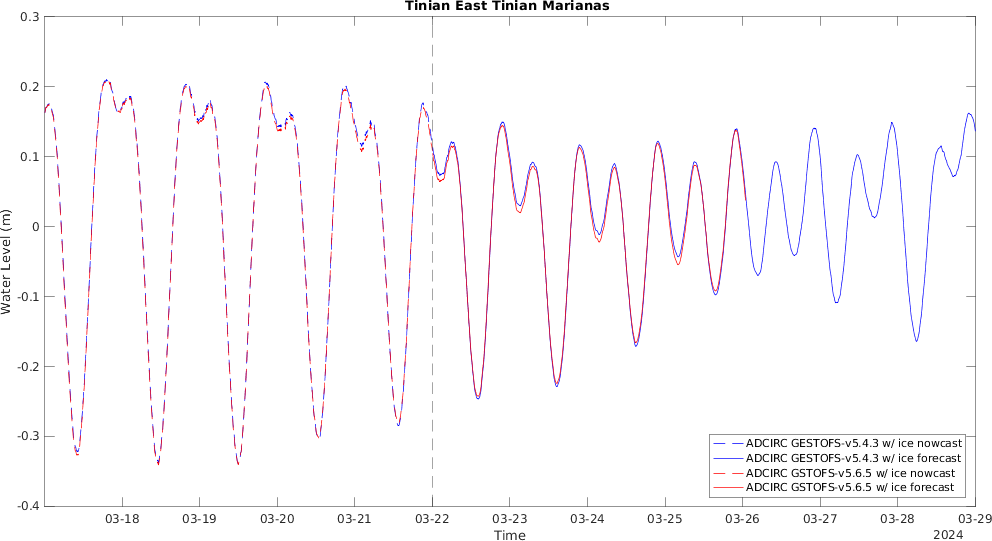 Tinian East Tinian Marianas
0.3
0.2
0.1
0
-0.1
-0.2
-0.3
-0.4
Water Level (m)
ADCIRC GESTOFS-v5.4.3 w/ ice nowcast
ADCIRC GESTOFS-v5.4.3 w/ ice forecast
ADCIRC GSTOFS-v5.6.5 w/ ice nowcast
ADCIRC GSTOFS-v5.6.5 w/ ice forecast
03-18 03-19 03-20 03-21 03-22 03-23 03-24 03-25 03-26 03-27 03-28 03-29
Time
2024